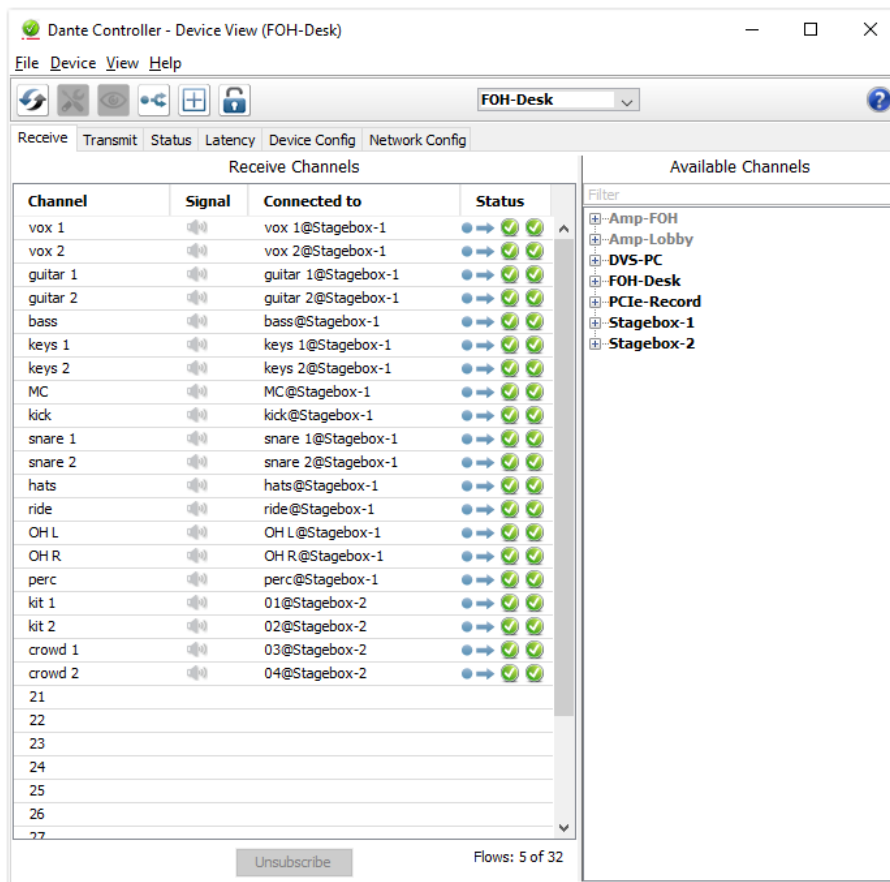 Dante Controller - Device View (FOH-Desk)
File Device View Help
FOH-Desk
?
Receive Transmit Status Latency Device Config Network Config
Receive Channels
Available Channels
Channel Signal Connected to Status
Filter
vox 1 vox 1@Stagebox-1
vox 2 vox 2@Stagebox-1
guitar 1 guitar 1@Stagebox-1
guitar 2 guitar 2@Stagebox-1
bass bass@Stagebox-1
keys 1 keys 1@Stagebox-1
keys 2 keys 2@Stagebox-1
MC MC@Stagebox-1
kick kick@Stagebox-1
snare 1 snare 1@Stagebox-1
snare 2 snare 2@Stagebox-1
hats hats@Stagebox-1
ride ride@Stagebox-1
OH L OH L@Stagebox-1
OH R OH R@Stagebox-1
perc perc@Stagebox-1
kit 1 01@Stagebox-2
kit 2 02@Stagebox-2
crowd 1 03@Stagebox-2
crowd 2 04@Stagebox-2
21
22
23
24
25
26
27
Amp-FOH
Amp-Lobby
DVS-PC
FOH-Desk
PCIe-Record
Stagebox-1
Stagebox-2
Unsubscribe
Flows: 5 of 32